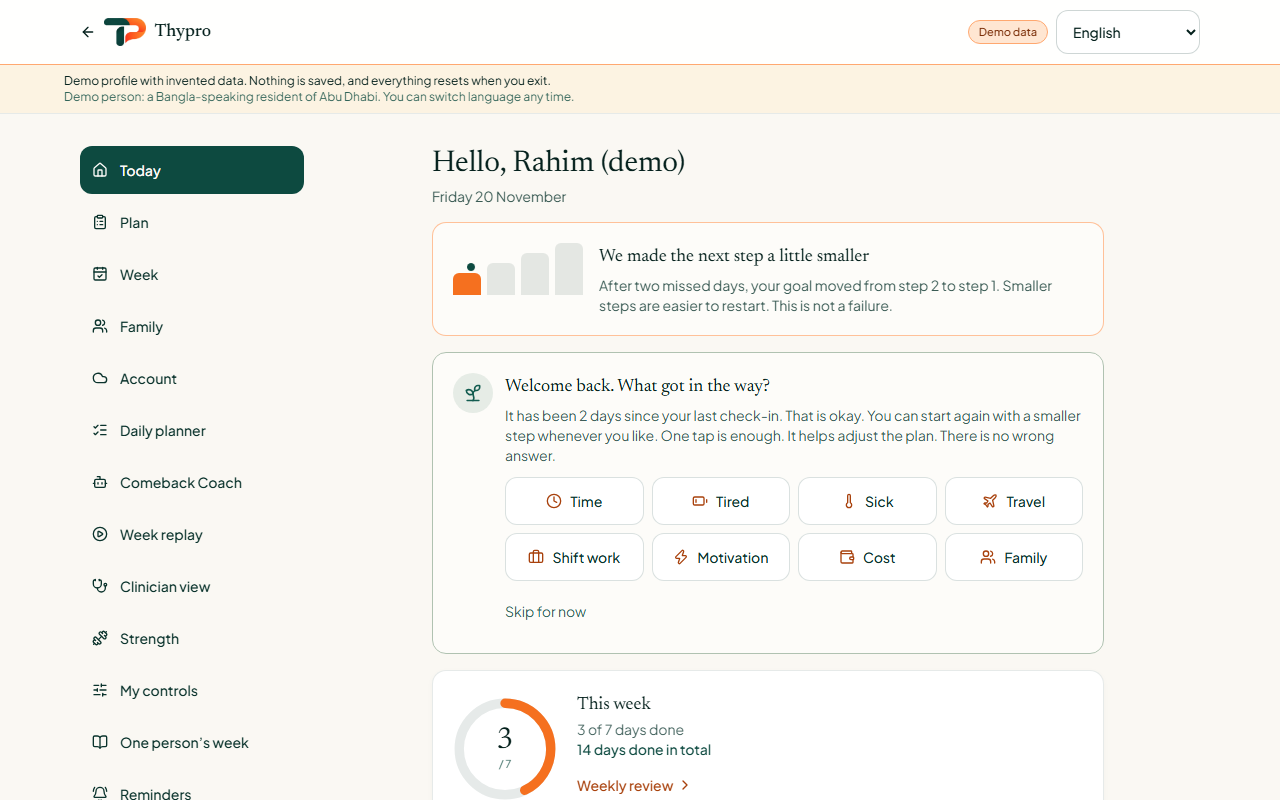 Thypro
Demo data
English
Demo profile with invented data. Nothing is saved, and everything resets when you exit.
Demo person: a Bangla-speaking resident of Abu Dhabi. You can switch language any time.
Today
Plan
Week
Family
Account
Daily planner
Comeback Coach
Week replay
Clinician view
Strength
My controls
One person's week
Reminders
Hello, Rahim (demo)
Friday 20 November
We made the next step a little smaller
After two missed days, your goal moved from step 2 to step 1. Smaller
steps are easier to restart. This is not a failure.
Welcome back. What got in the way?
It has been 2 days since your last check-in. That is okay. You can start again with a smaller
step whenever you like. One tap is enough. It helps adjust the plan. There is no wrong
answer.
Time
Tired
Sick
Travel
Shift work
Motivation
Cost
Family
Skip for now
3
/7
This week
3 of 7 days done
14 days done in total
Weekly review